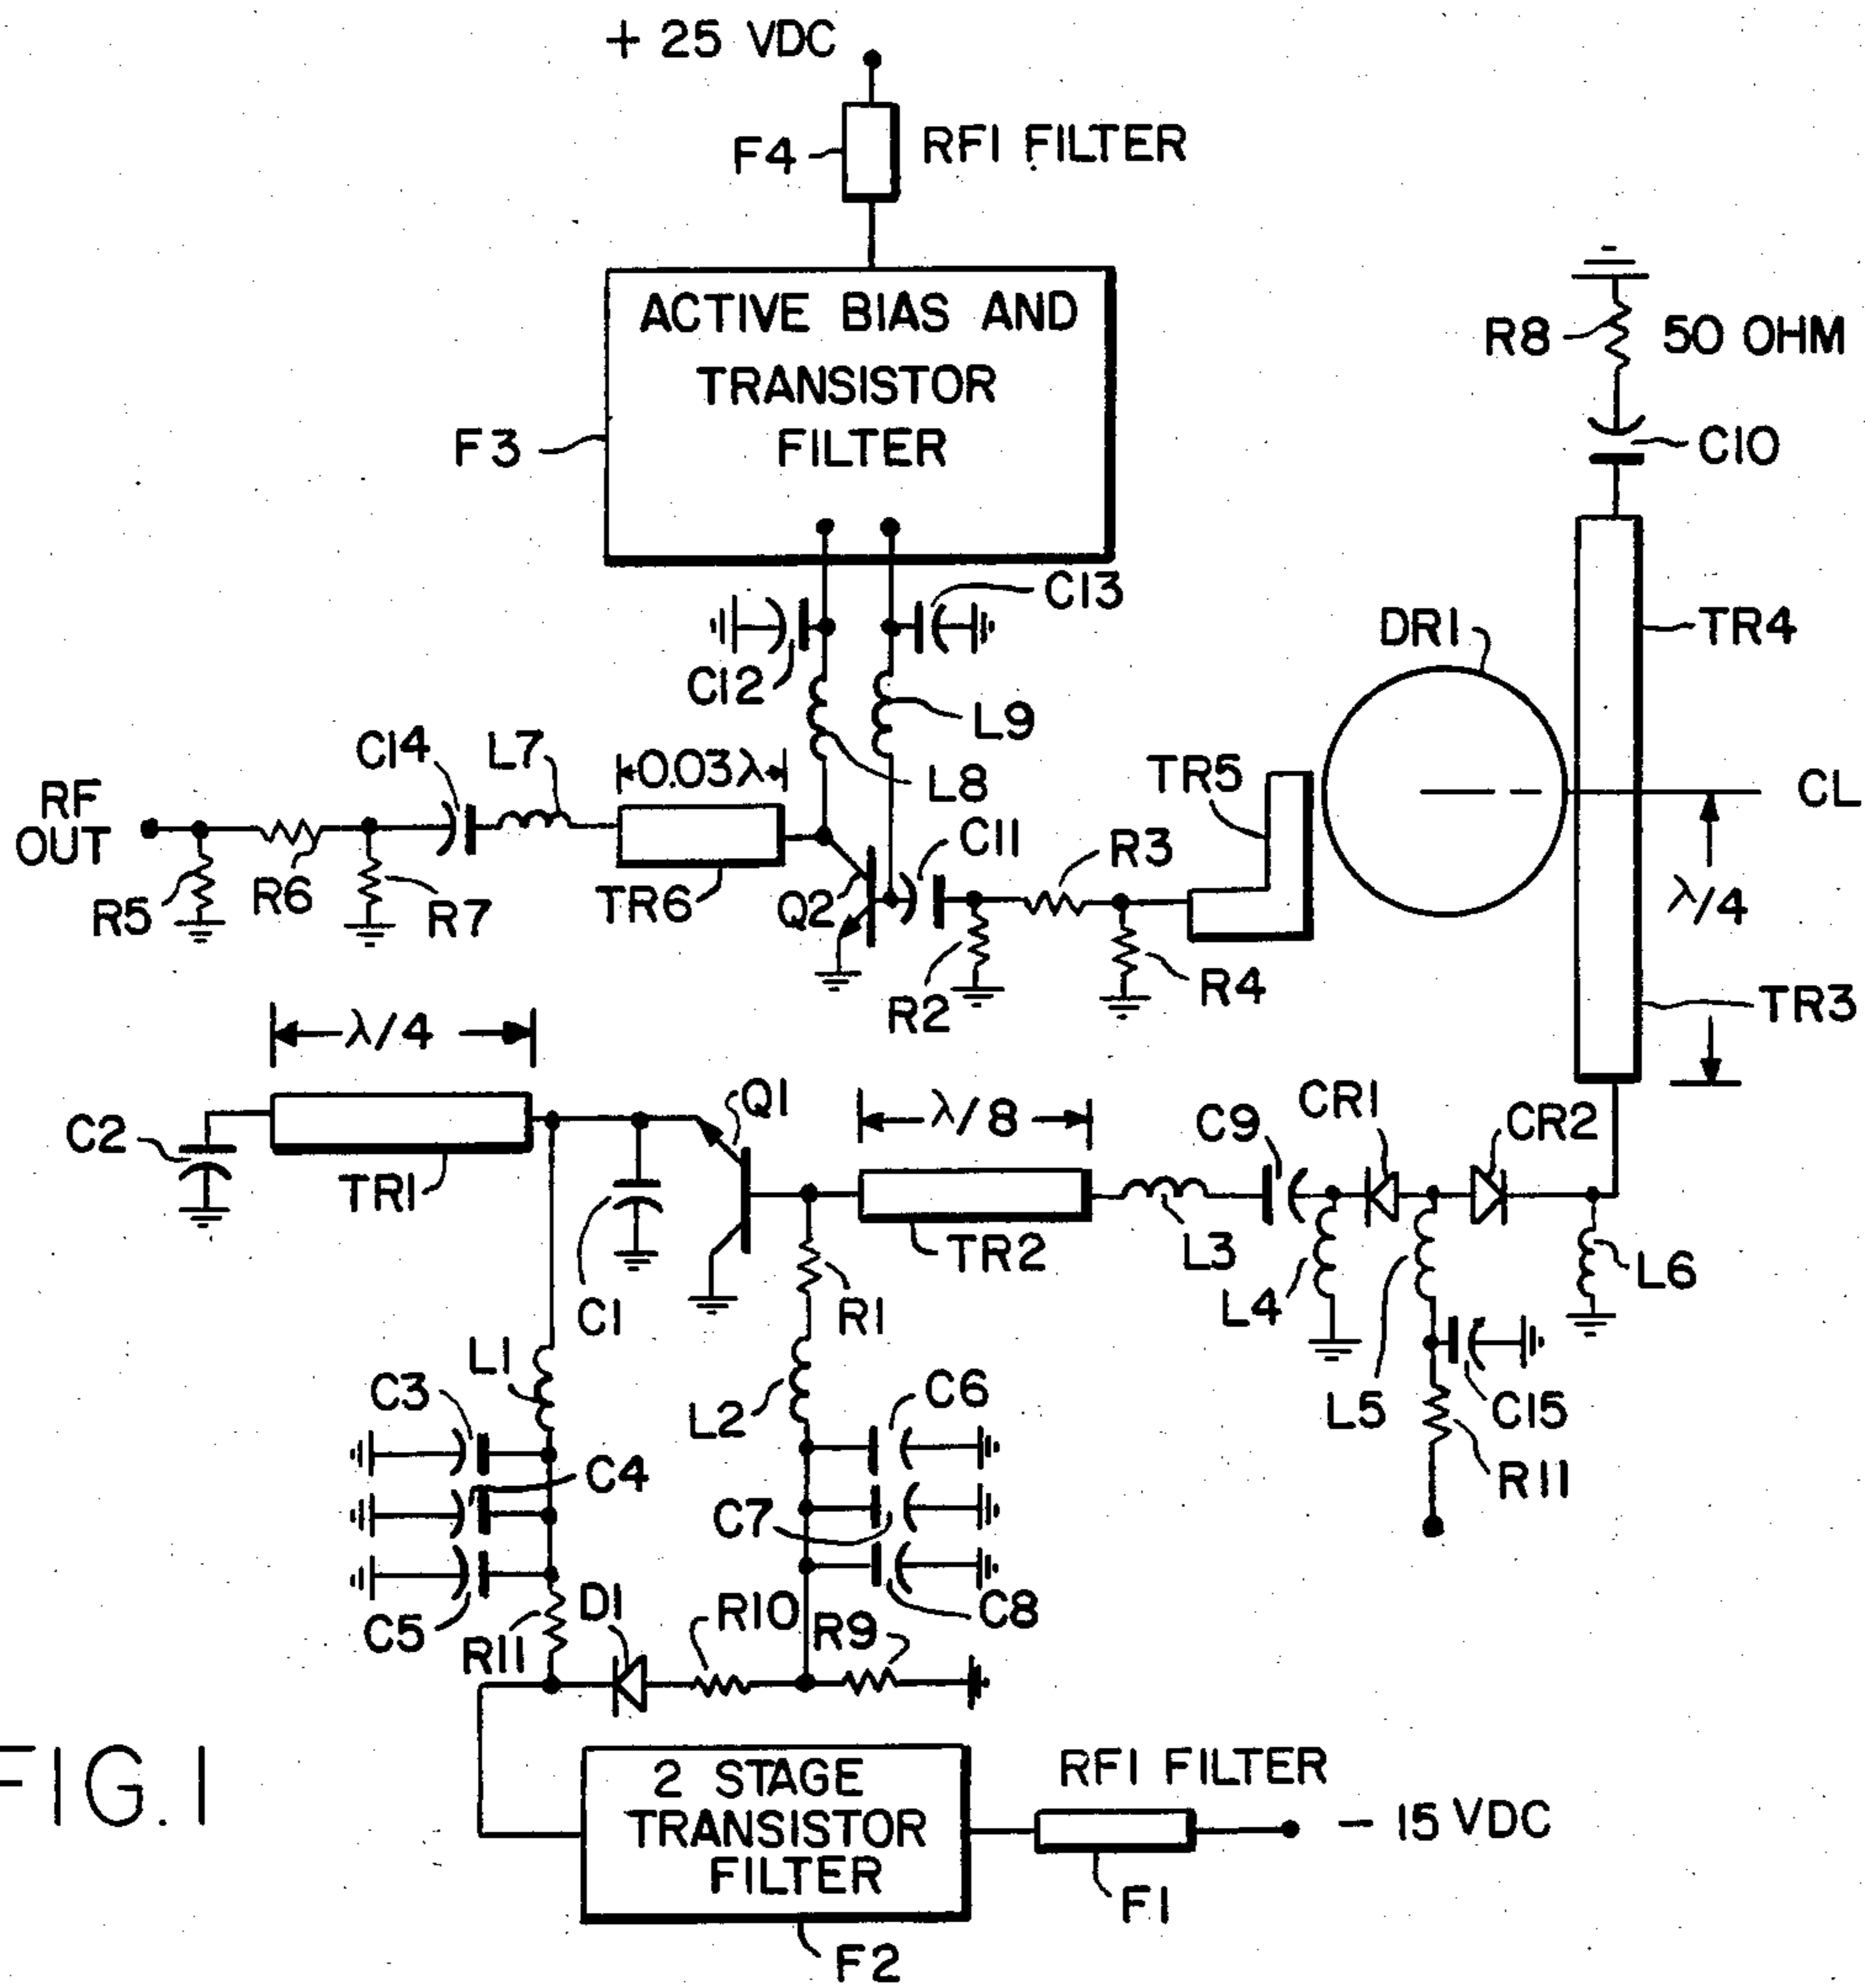 + 25 VDC
F4
RFI FILTER
ACTIVE BIAS AND
TRANSISTOR
FILTER
F3
R8
50 OHM
C10
C13
C12
L9
DR1
TR4
C14
L7
0.03λ
L8
TR5
CL
RF
OUT
C11
R3
R5
R6
R7
TR6
Q2
R2
R4
λ/4
TR3
λ/4
Q1
λ/8
C9
CR1
CR2
C2
TR1
TR2
L3
L6
C1
R1
L4
L1
C3
L2
C6
L5
C15
C4
C7
R11
C5
R11
D1
R10
R9
C8
FIG. 1
2 STAGE
TRANSISTOR
FILTER
RFI FILTER
- 15 VDC
F1
F2